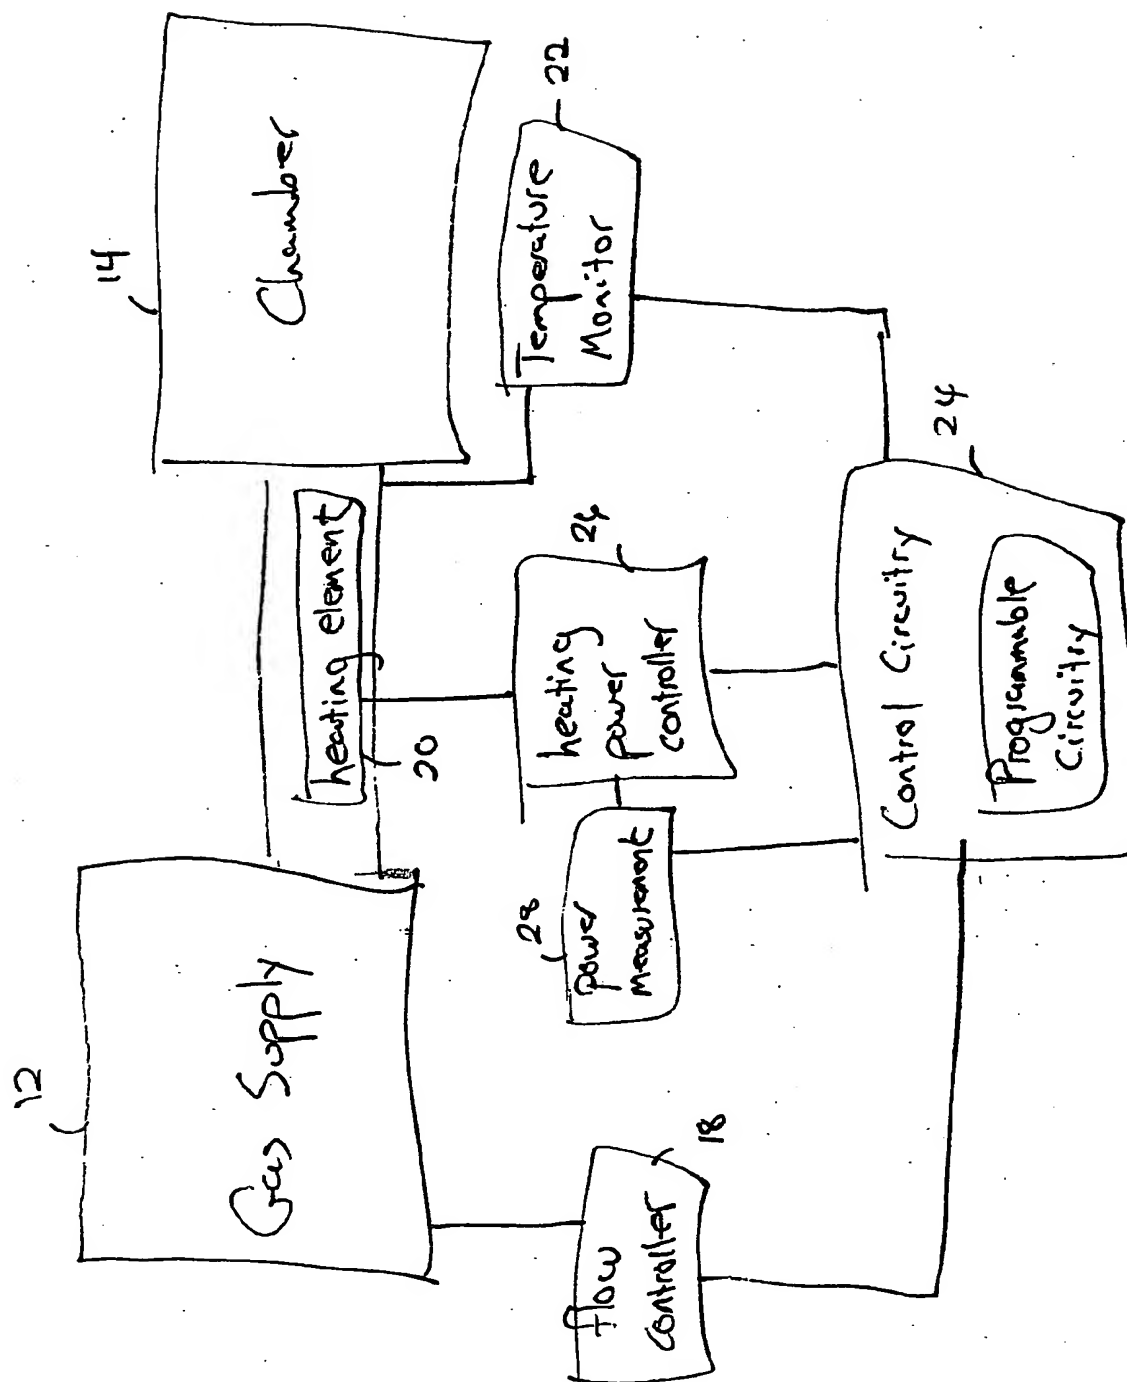 12
14
Gas Supply
Chamber
heating element
20
22
Temperature
Monitor
28
26
power
measurement
heating
power
controller
flow
controller
18
24
Control Circuitry
Programmable
Circuitry